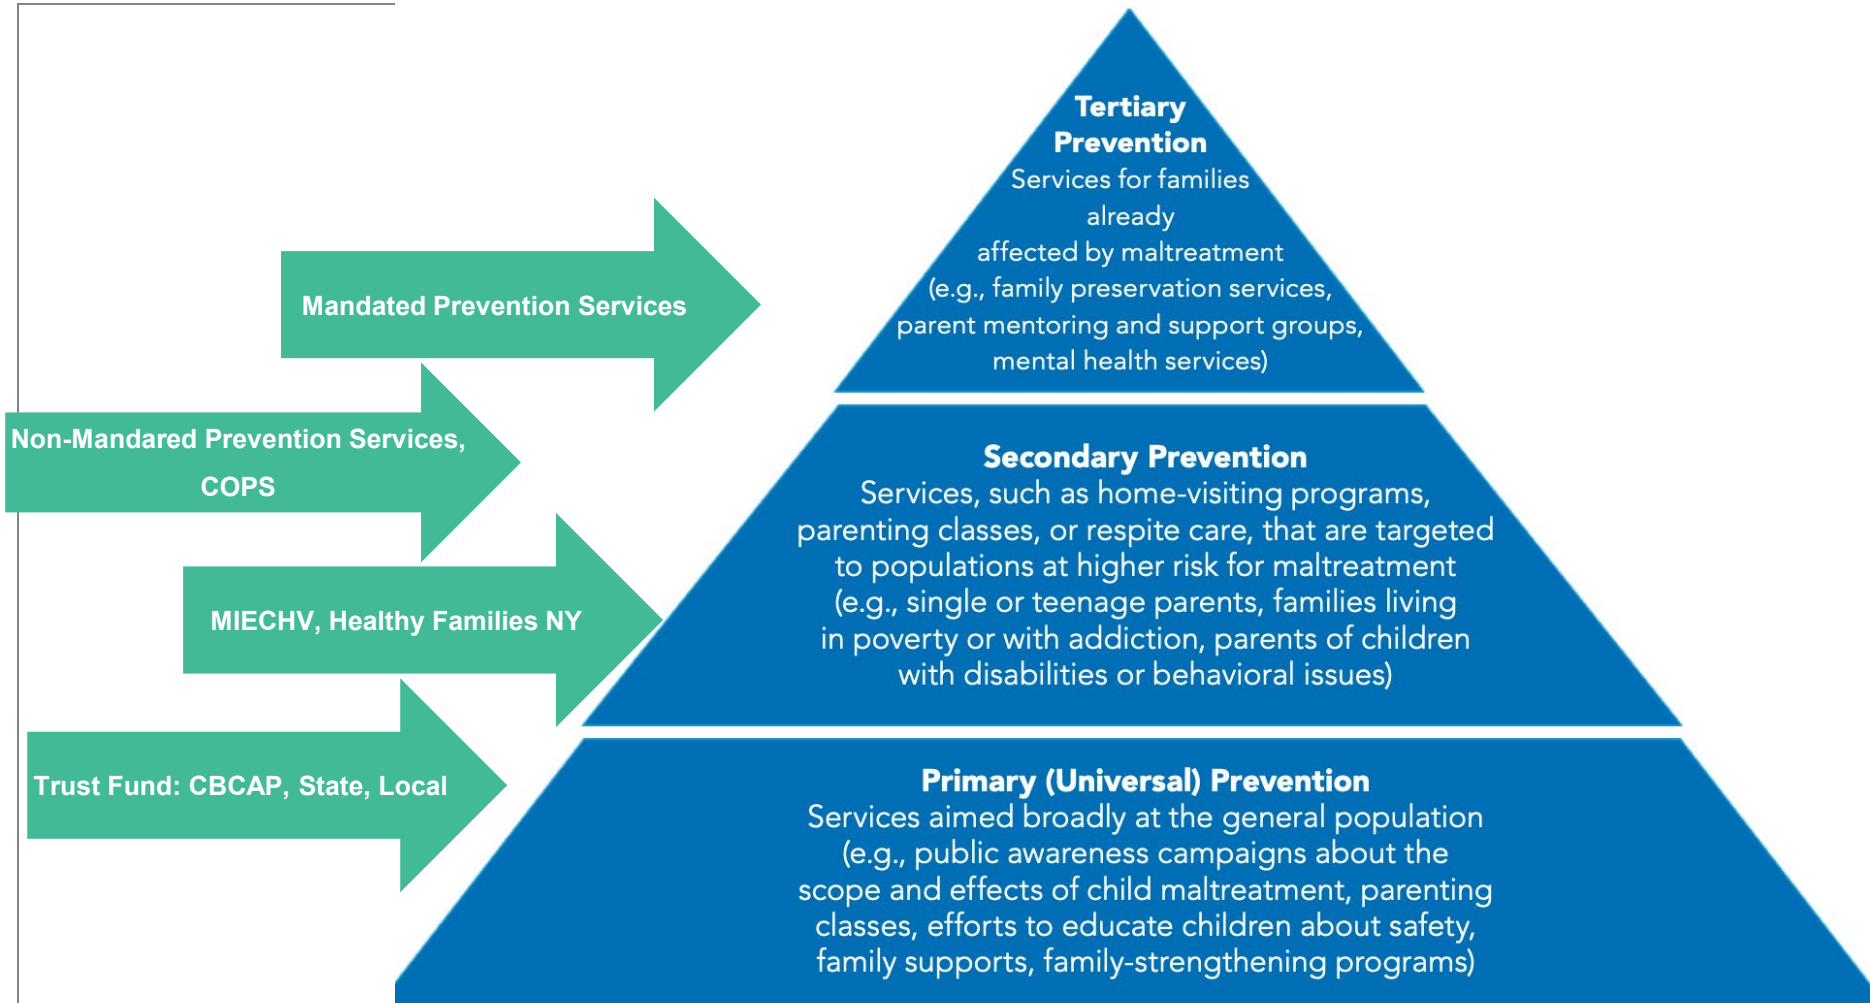 Tertiary
Prevention
Services for families
already
affected by maltreatment
(e.g., family preservation services,
parent mentoring and support groups,
mental health services)
Mandated Prevention Services
Non-Mandared Prevention Services,
COPS
Secondary Prevention
Services, such as home-visiting programs,
parenting classes, or respite care, that are targeted
to populations at higher risk for maltreatment
(e.g., single or teenage parents, families living
in poverty or with addiction, parents of children
with disabilities or behavioral issues)
MIECHV, Healthy Families NY
Trust Fund: CBCAP, State, Local
Primary (Universal) Prevention
Services aimed broadly at the general population
(e.g., public awareness campaigns about the
scope and effects of child maltreatment, parenting
classes, efforts to educate children about safety,
family supports, family-strengthening programs)